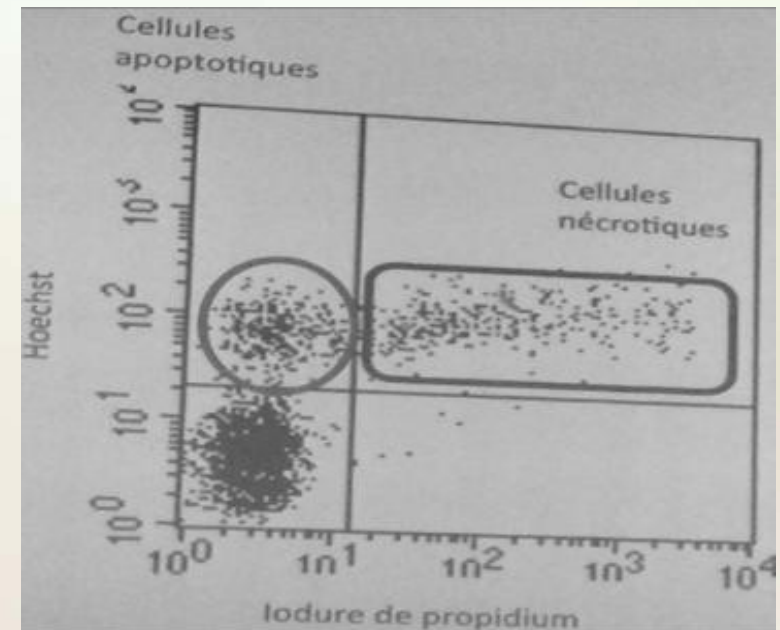 Cellules
apoptotiques
10⁴
10³
Cellules
nécrotiques
10²
Hoechst
10¹
10⁰
10⁰
10¹
10²
10³
10⁴
Iodure de propidium